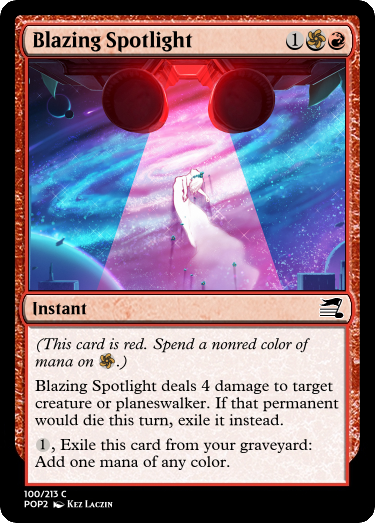 Blazing Spotlight 1
Instant
(This card is red. Spend a nonred color of
mana on .)
Blazing Spotlight deals 4 damage to target
creature or planeswalker. If that permanent
would die this turn, exile it instead.
1, Exile this card from your graveyard:
Add one mana of any color.
100/213 C
POP2 Kez Laczin